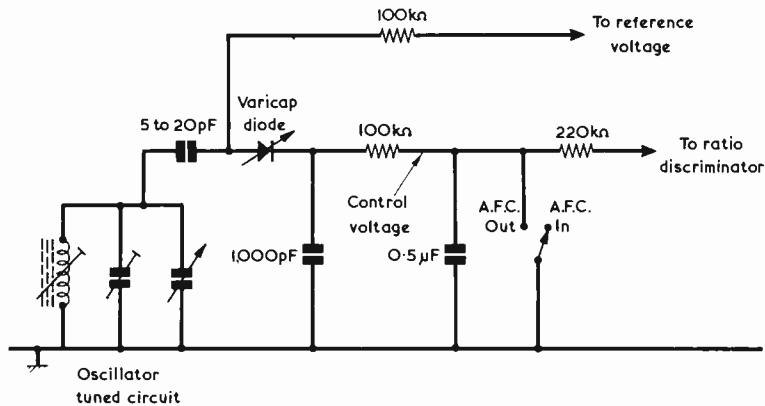 100kΩ
To reference
voltage
Varicap
diode
5 to 20pF
100kΩ
220kΩ
To ratio
discriminator
Control
voltage
A.F.C.
Out
A.F.C.
In
1,000pF
0·5µF
Oscillator
tuned circuit